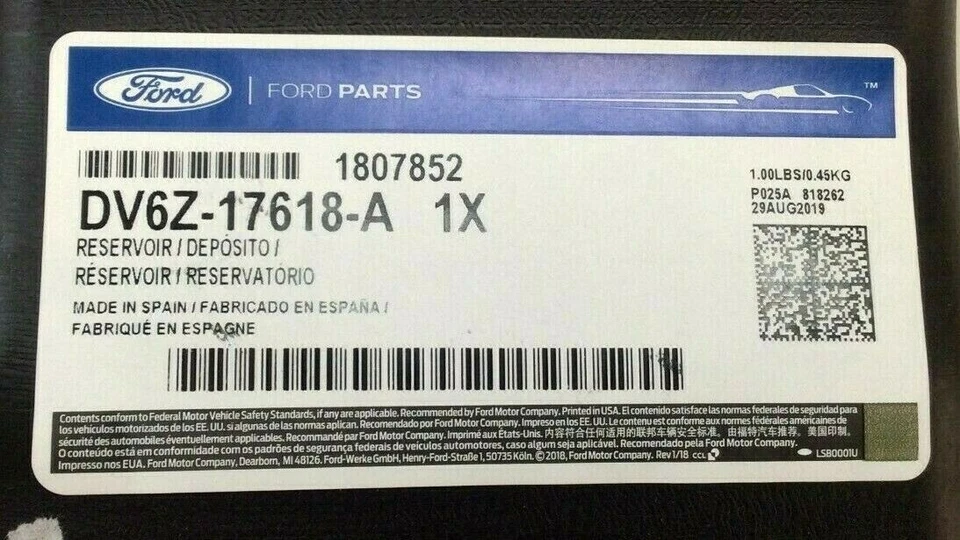 Ford | FORD PARTS ™
1807852
DV6Z-17618-A 1X
RESERVOIR / DEPÓSITO /
RÉSERVOIR / RESERVATÓRIO
MADE IN SPAIN / FABRICADO EN ESPAÑA /
FABRIQUÉ EN ESPAGNE
1.00LBS/0.45KG
P025A 818262
29AUG2019
Contents conform to Federal Motor Vehicle Safety Standards, if any are applicable. Recommended by Ford Motor Company. Printed in USA. El contenido satisface las normas federales de seguridad para
los vehículos motorizados de los EE. UU. si algunas de las normas aplican. Recomendado por Ford Motor Company. Impreso en los EE. UU. Le contenu est conforme aux normes fédérales américaines de
sécurité des automobiles éventuellement applicables. Recommandé par Ford Motor Company. Imprimé aux États-Unis. 内容符合任何适用的联邦车辆安全标准。由福特汽车推荐。美国印制。
O conteúdo está em conformidade com os padrões de segurança federais de veículos automotores, caso algum seja aplicável. Recomendado pela Ford Motor Company.
Impresso nos EUA. Ford Motor Company, Dearborn, MI 48126. Ford-Werke GmbH, Henry-Ford-Straße 1, 50735 Köln. © 2018, Ford Motor Company. Rev 1/18 CCL LSB0001U